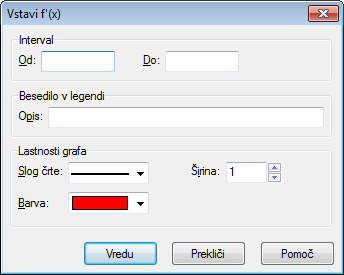 Vstavi f'(x)
Interval
Od:
Do:
Besedilo v legendi
Opis:
Lastnosti grafa
Slog črte:
Širina: 1
Barva:
Vredu Prekliči Pomoč